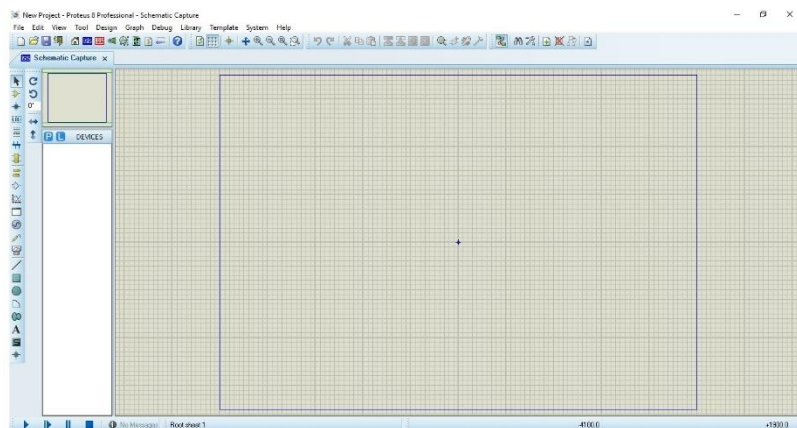 New Project - Proteus 8 Professional - Schematic Capture
File Edit View Tool Design Graph Debug Library Template System Help
Schematic Capture x
0°
P L DEVICES
LBL
A
S
No Messages Root sheet 1 -4100.0 +1900.0